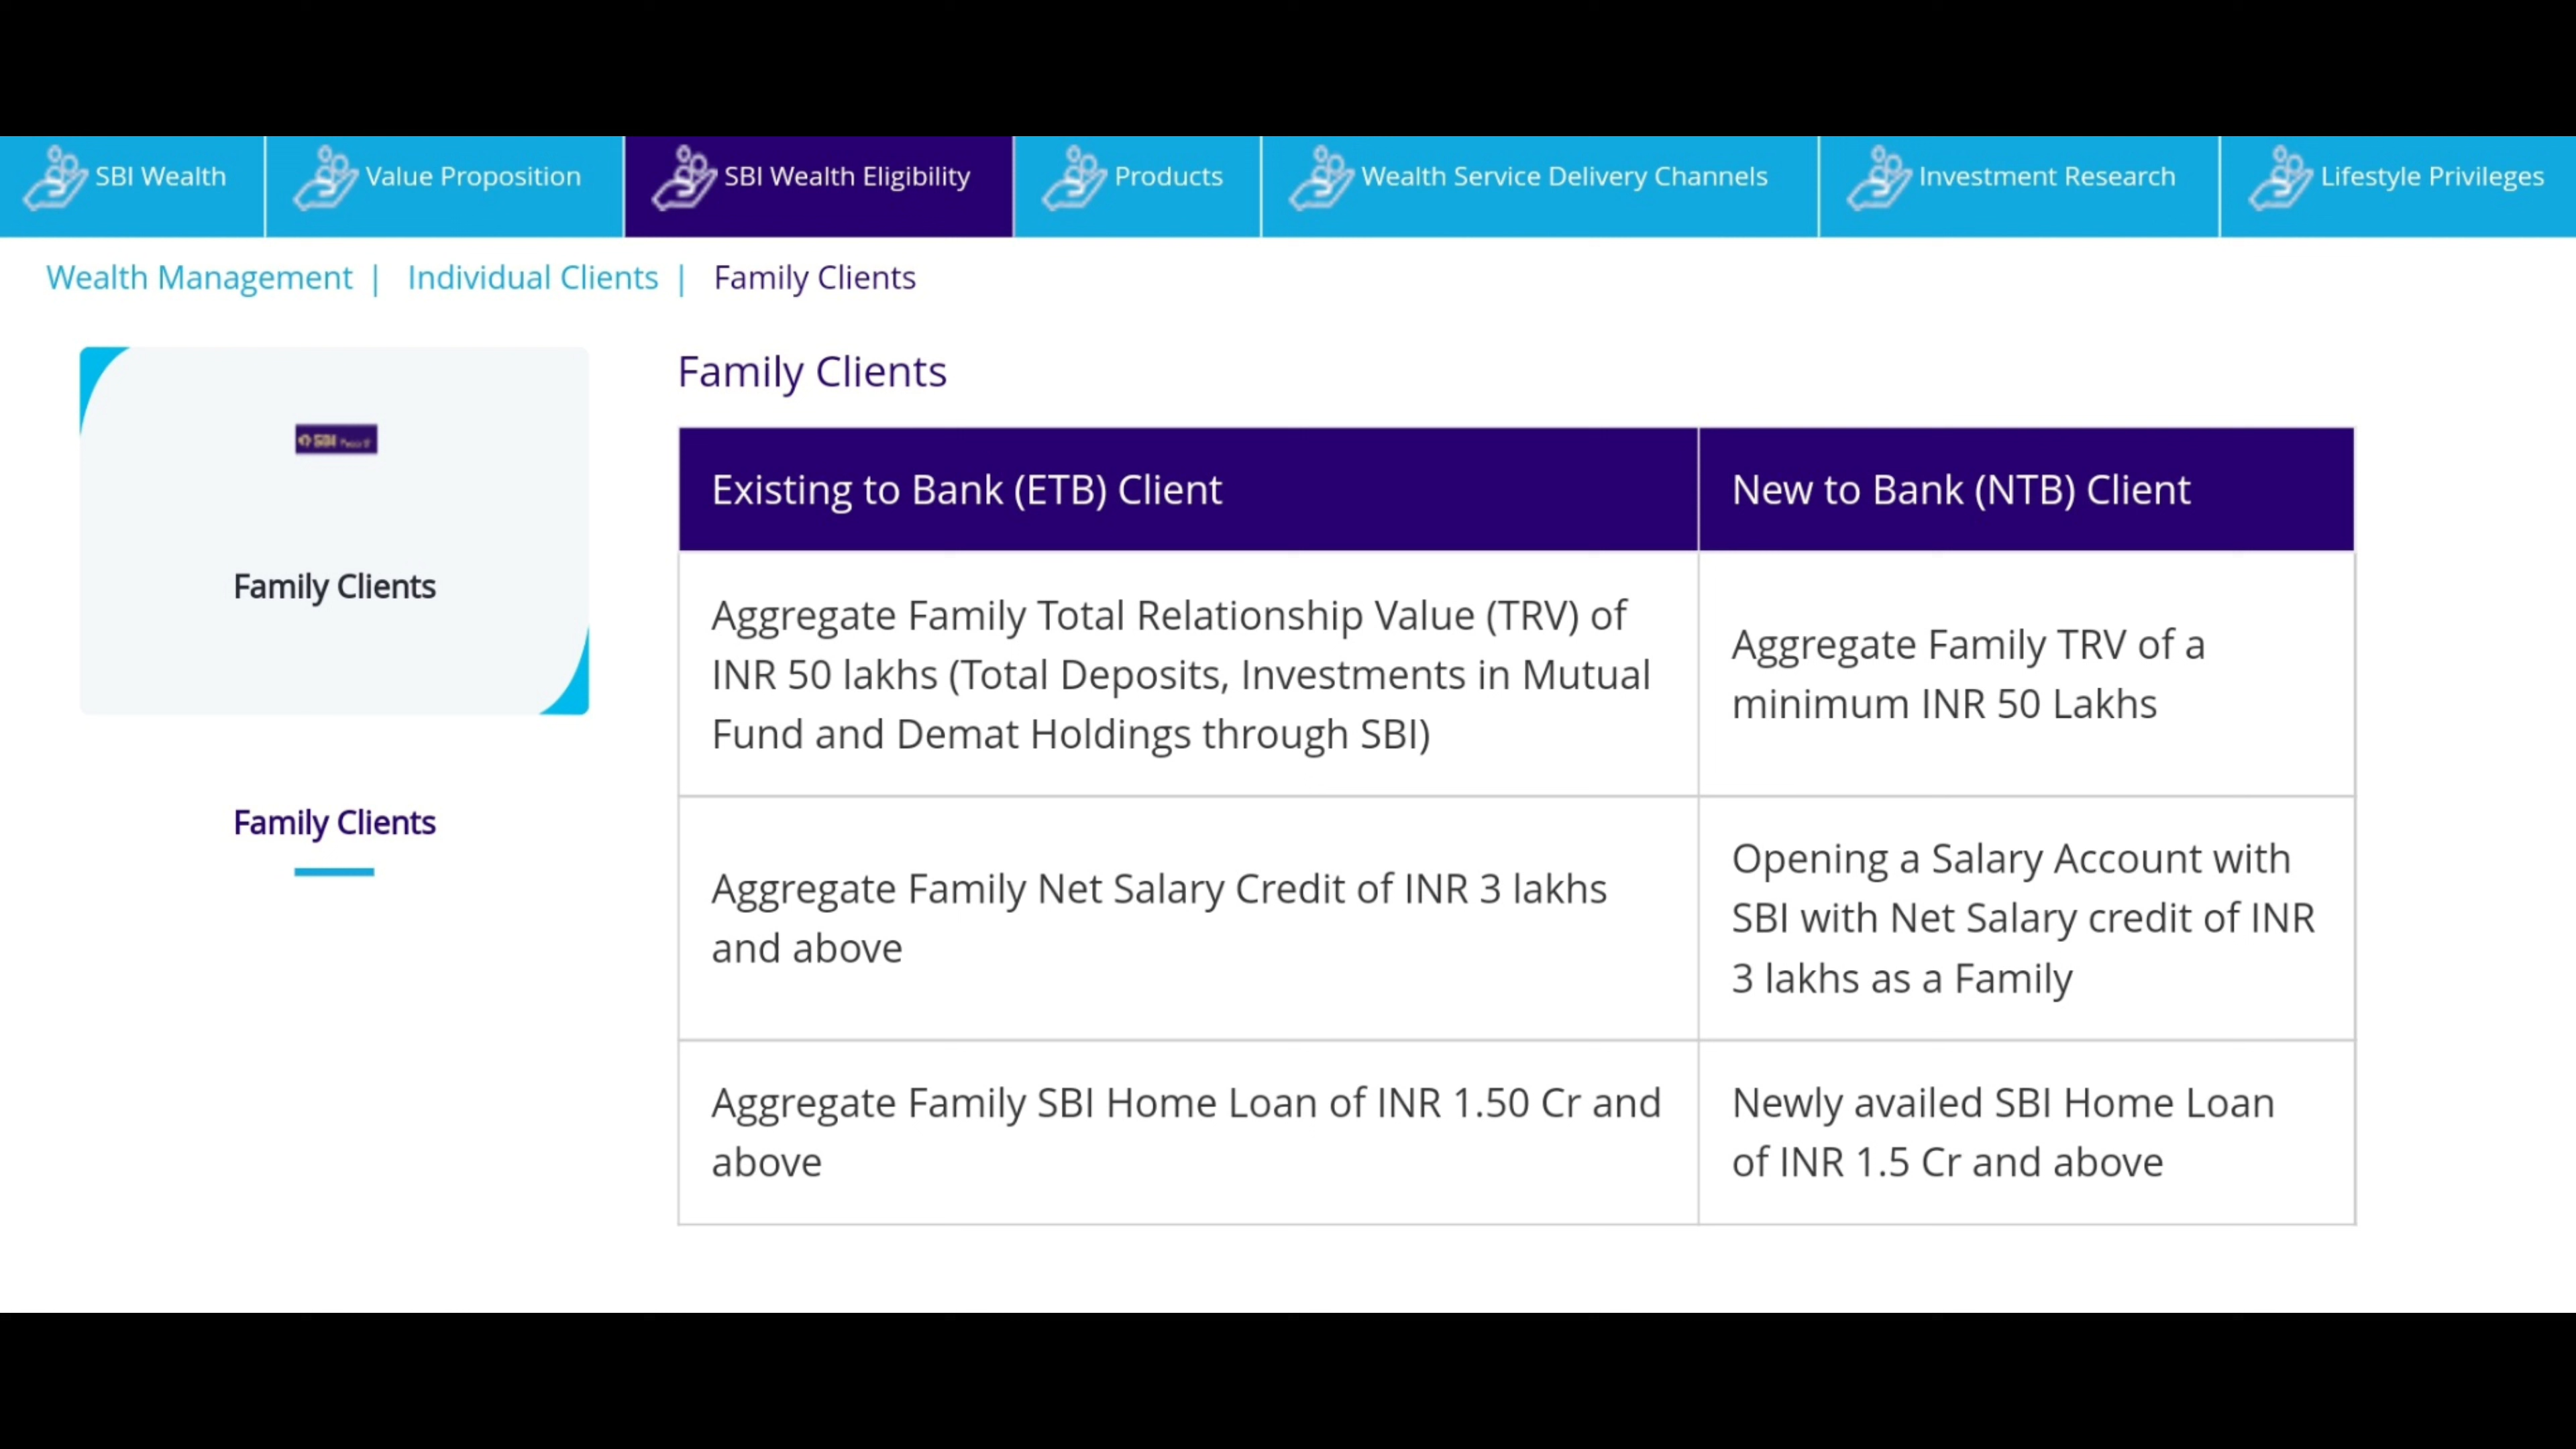 SBI Wealth
Value Proposition
SBI Wealth Eligibility
Products
Wealth Service Delivery Channels
Investment Research
Lifestyle Privileges
Wealth Management | Individual Clients | Family Clients
SBI
Family Clients
Family Clients
Family Clients
Existing to Bank (ETB) Client
New to Bank (NTB) Client
Aggregate Family Total Relationship Value (TRV) of
INR 50 lakhs (Total Deposits, Investments in Mutual
Fund and Demat Holdings through SBI)
Aggregate Family TRV of a
minimum INR 50 Lakhs
Aggregate Family Net Salary Credit of INR 3 lakhs
and above
Opening a Salary Account with
SBI with Net Salary credit of INR
3 lakhs as a Family
Aggregate Family SBI Home Loan of INR 1.50 Cr and
above
Newly availed SBI Home Loan
of INR 1.5 Cr and above